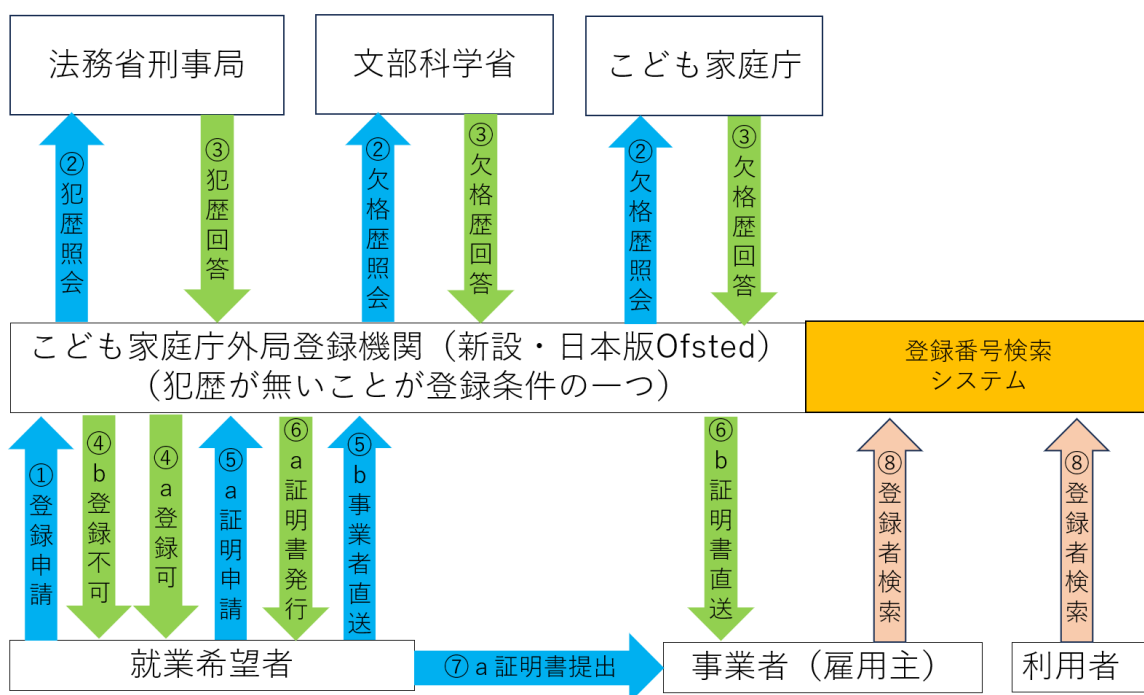 法務省刑事局
文部科学省
こども家庭庁
②犯歴照会
③犯歴回答
②欠格歴照会
③欠格歴回答
②欠格歴照会
③欠格歴回答
こども家庭庁外局登録機関（新設・日本版Ofsted）
（犯歴が無いことが登録条件の一つ）
登録番号検索
システム
①登録申請
④b登録不可
④a登録可
⑤a証明申請
⑥a証明書発行
⑤b事業者直送
⑥b証明書直送
⑧登録者検索
⑧登録者検索
就業希望者
⑦a証明書提出
事業者（雇用主）
利用者